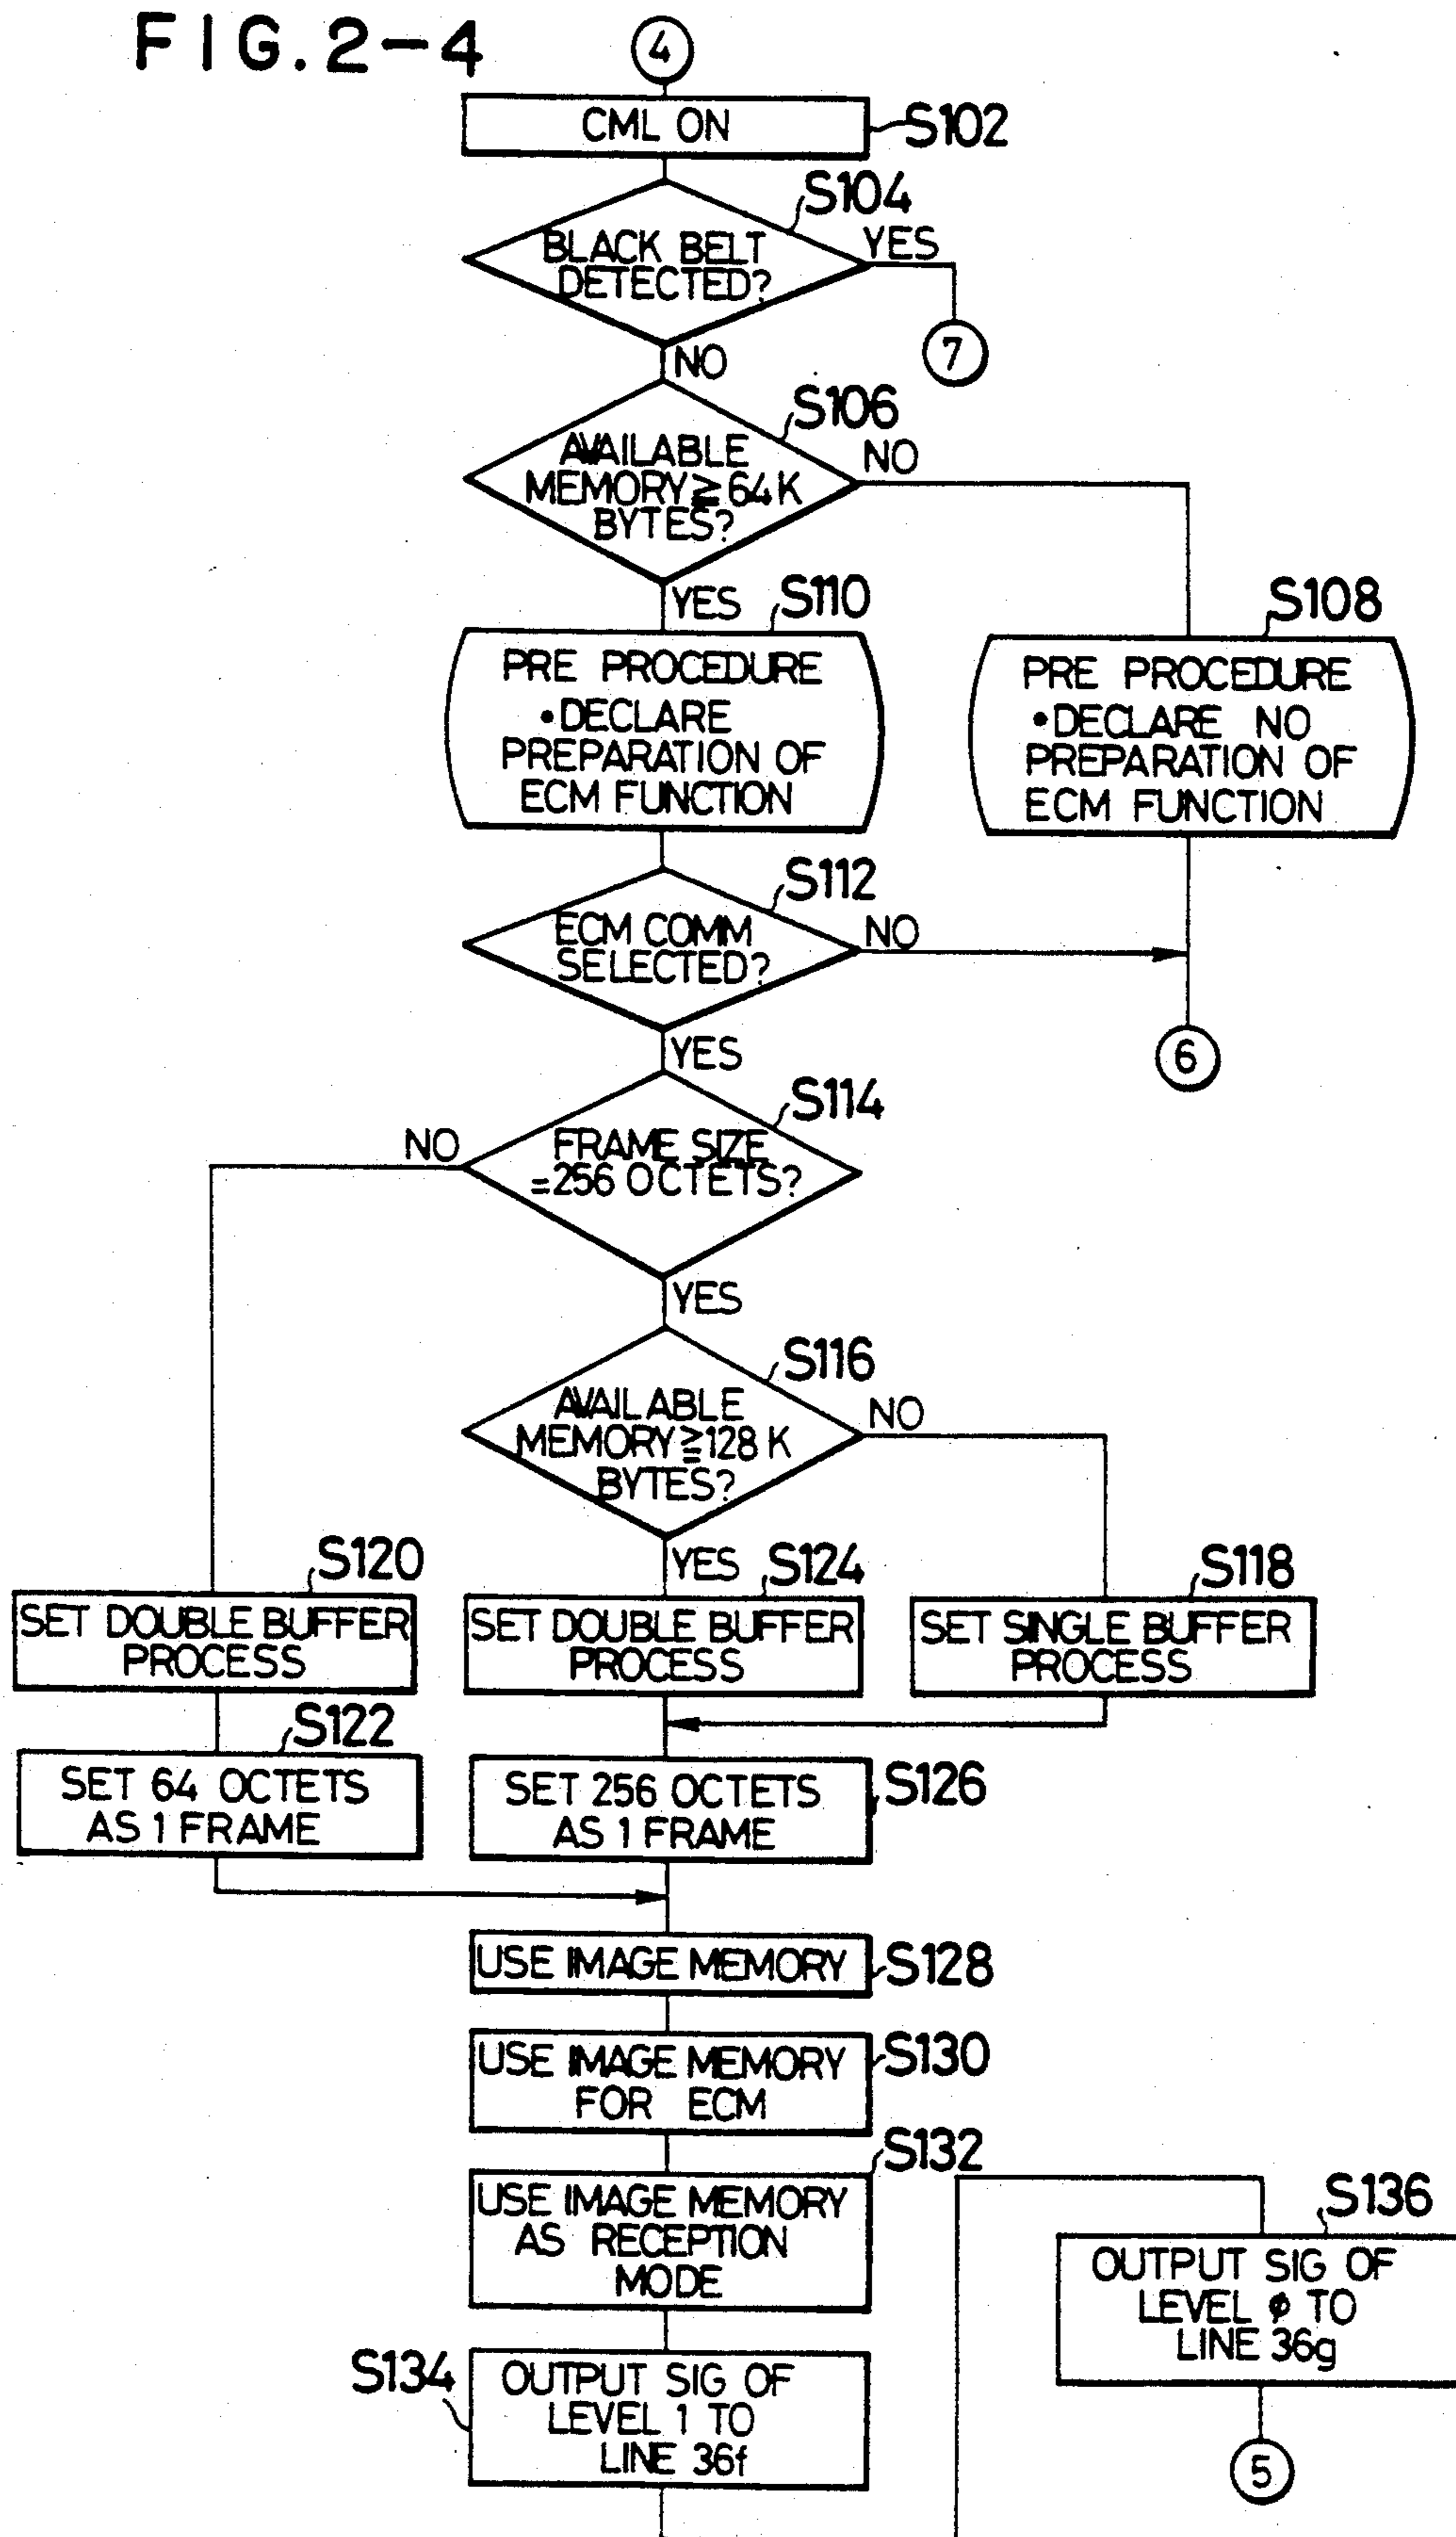 FIG.2-4
4
CML ON
S102
S104
BLACK BELT
DETECTED?
YES
7
NO
S106
AVAILABLE
MEMORY≧64K
BYTES?
NO
YES
S110
PRE PROCEDURE
•DECLARE
PREPARATION OF
ECM FUNCTION
S108
PRE PROCEDURE
•DECLARE NO
PREPARATION OF
ECM FUNCTION
S112
ECM COMM
SELECTED?
NO
YES
6
S114
NO
FRAME SIZE
=256 OCTETS?
YES
S116
AVAILABLE
MEMORY≧128K
BYTES?
NO
YES
S120
SET DOUBLE BUFFER
PROCESS
S124
SET DOUBLE BUFFER
PROCESS
S118
SET SINGLE BUFFER
PROCESS
S122
SET 64 OCTETS
AS 1 FRAME
SET 256 OCTETS
AS 1 FRAME
S126
USE IMAGE MEMORY
S128
USE IMAGE MEMORY
FOR ECM
S130
S132
USE IMAGE MEMORY
AS RECEPTION
MODE
S134
OUTPUT SIG OF
LEVEL 1 TO
LINE 36f
S136
OUTPUT SIG OF
LEVEL ϕ TO
LINE 36g
5